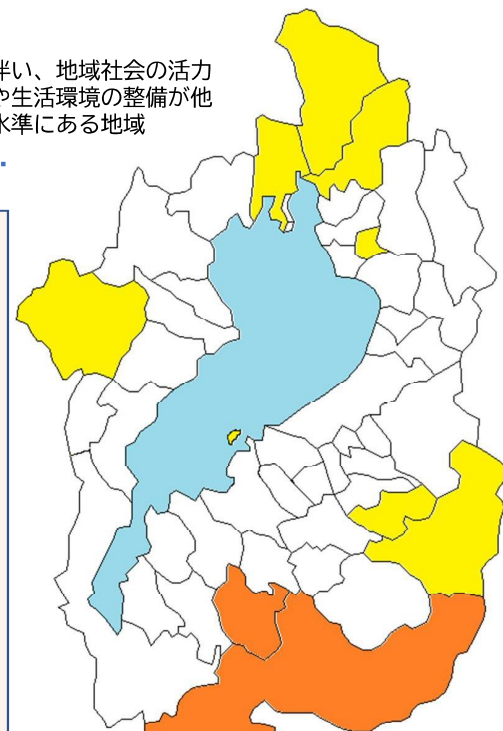 伴い、地域社会の活力
や生活環境の整備が他
水準にある地域